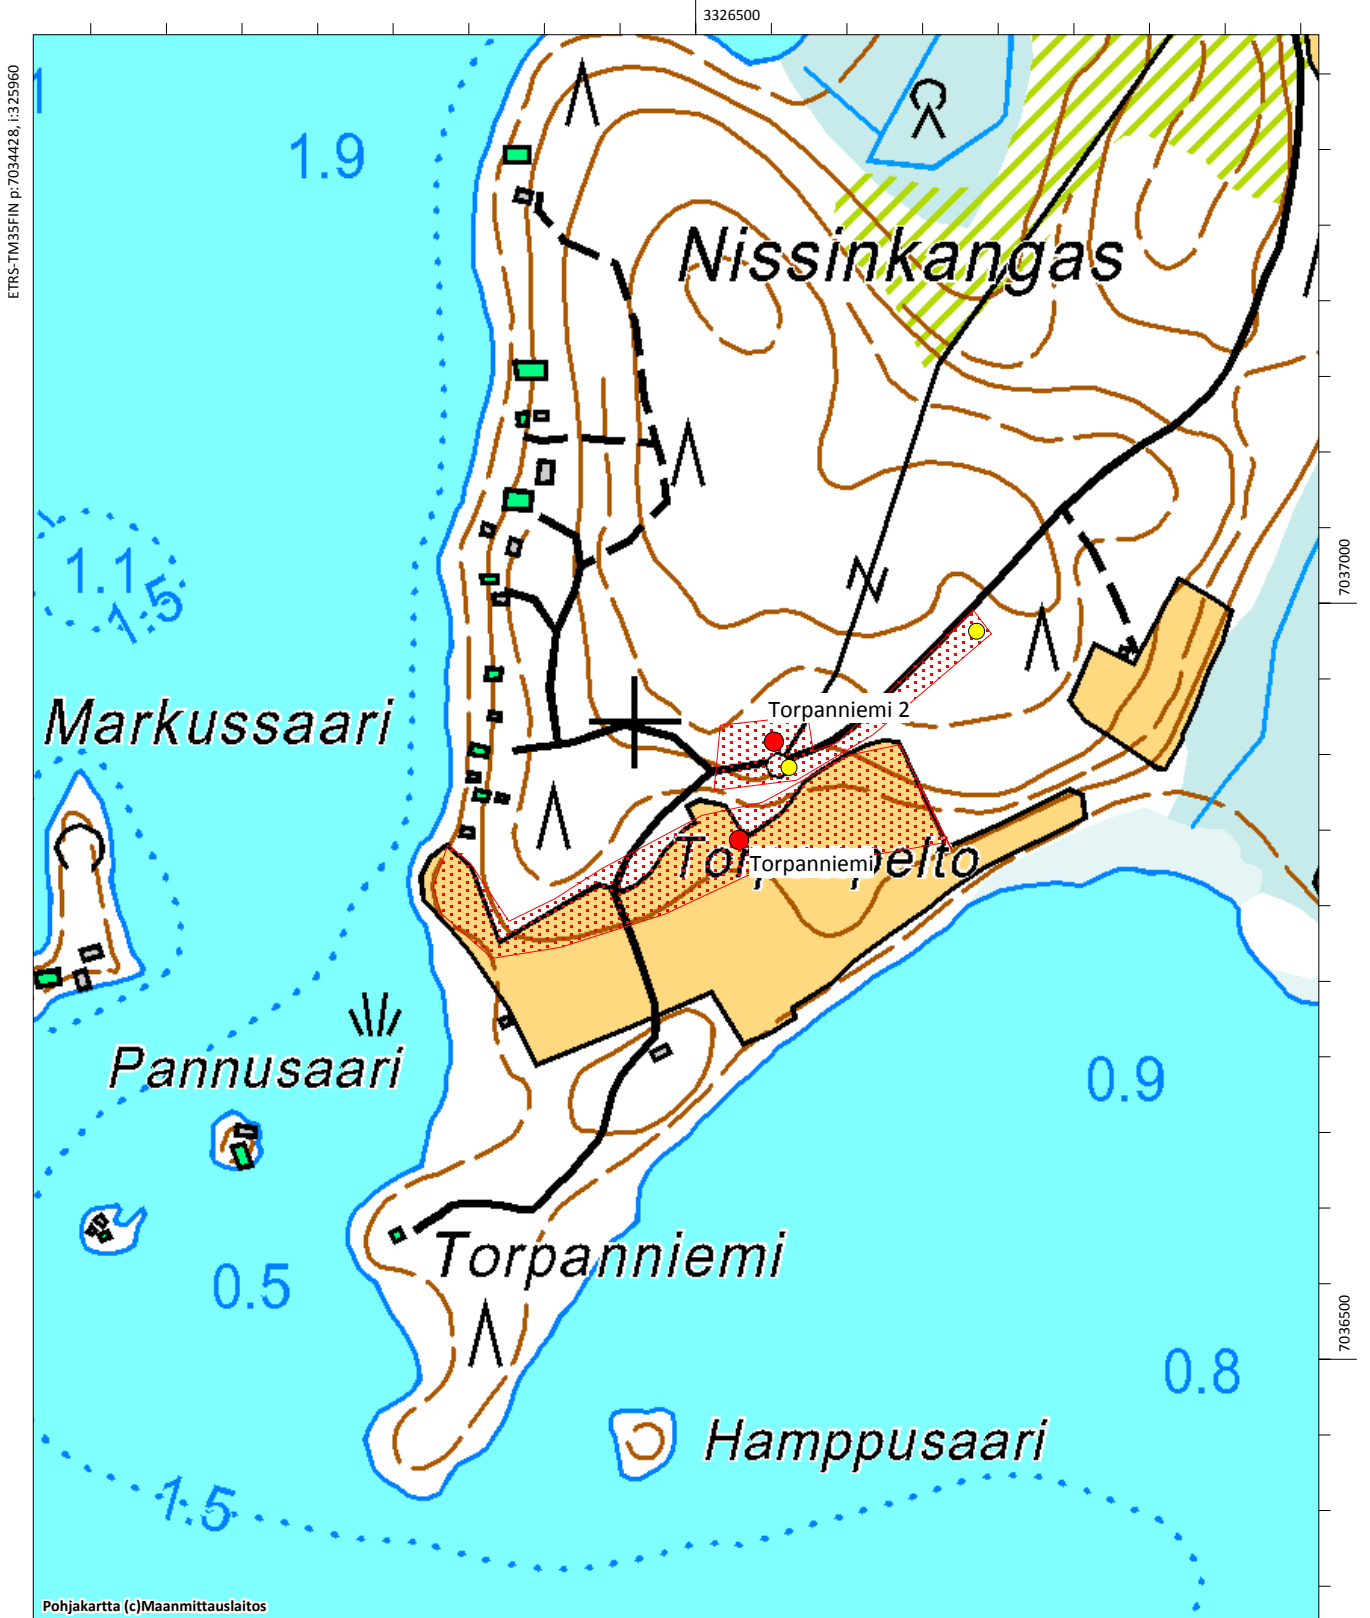 3326500
ETRS-TM35FIN p:7034428, i:325960
1
1.9
Nissinkangas
1.1
1.5
7037000
Markussaari
Torpanniemi 2
Torpanniemi
Pannusaari
0.9
Torpanniemi
0.5
7036500
0.8
Hamppusaari
1.5
Pohjakartta (c)Maanmittauslaitos